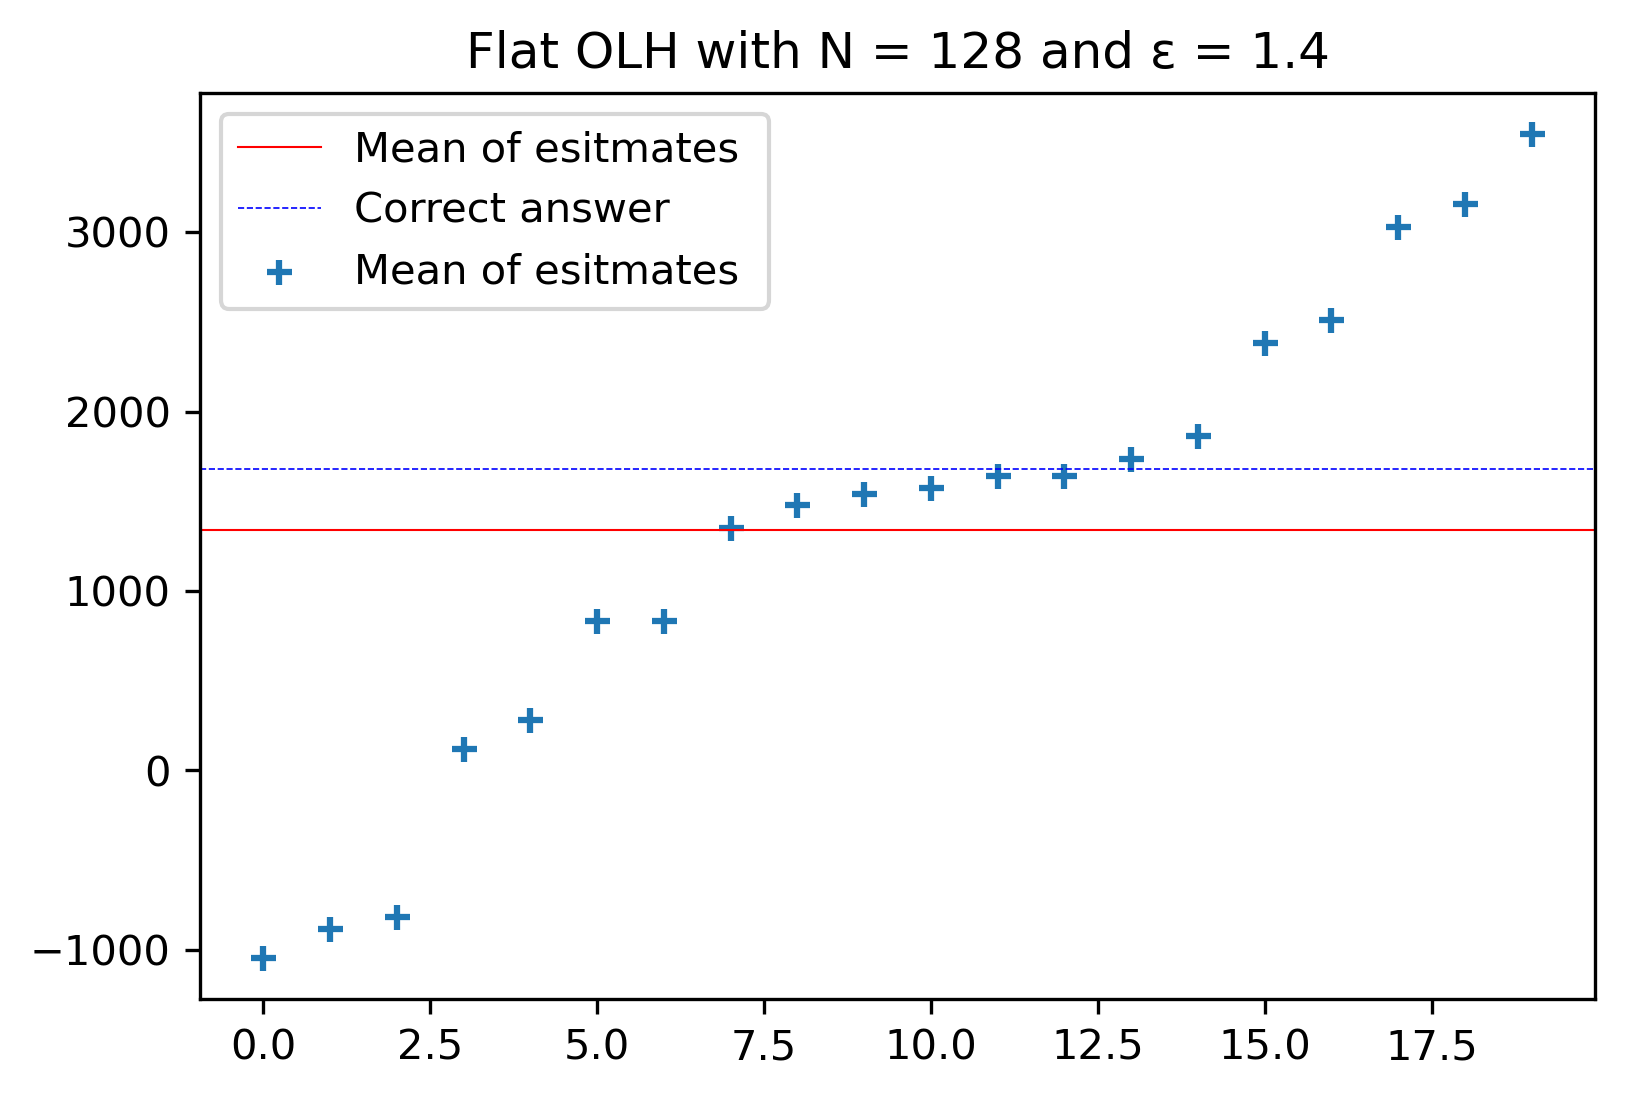 Flat OLH with N = 128 and ε = 1.4
Mean of esitmates
Correct answer
Mean of esitmates
3000
2000
1000
0
−1000
0.0 2.5 5.0 7.5 10.0 12.5 15.0 17.5